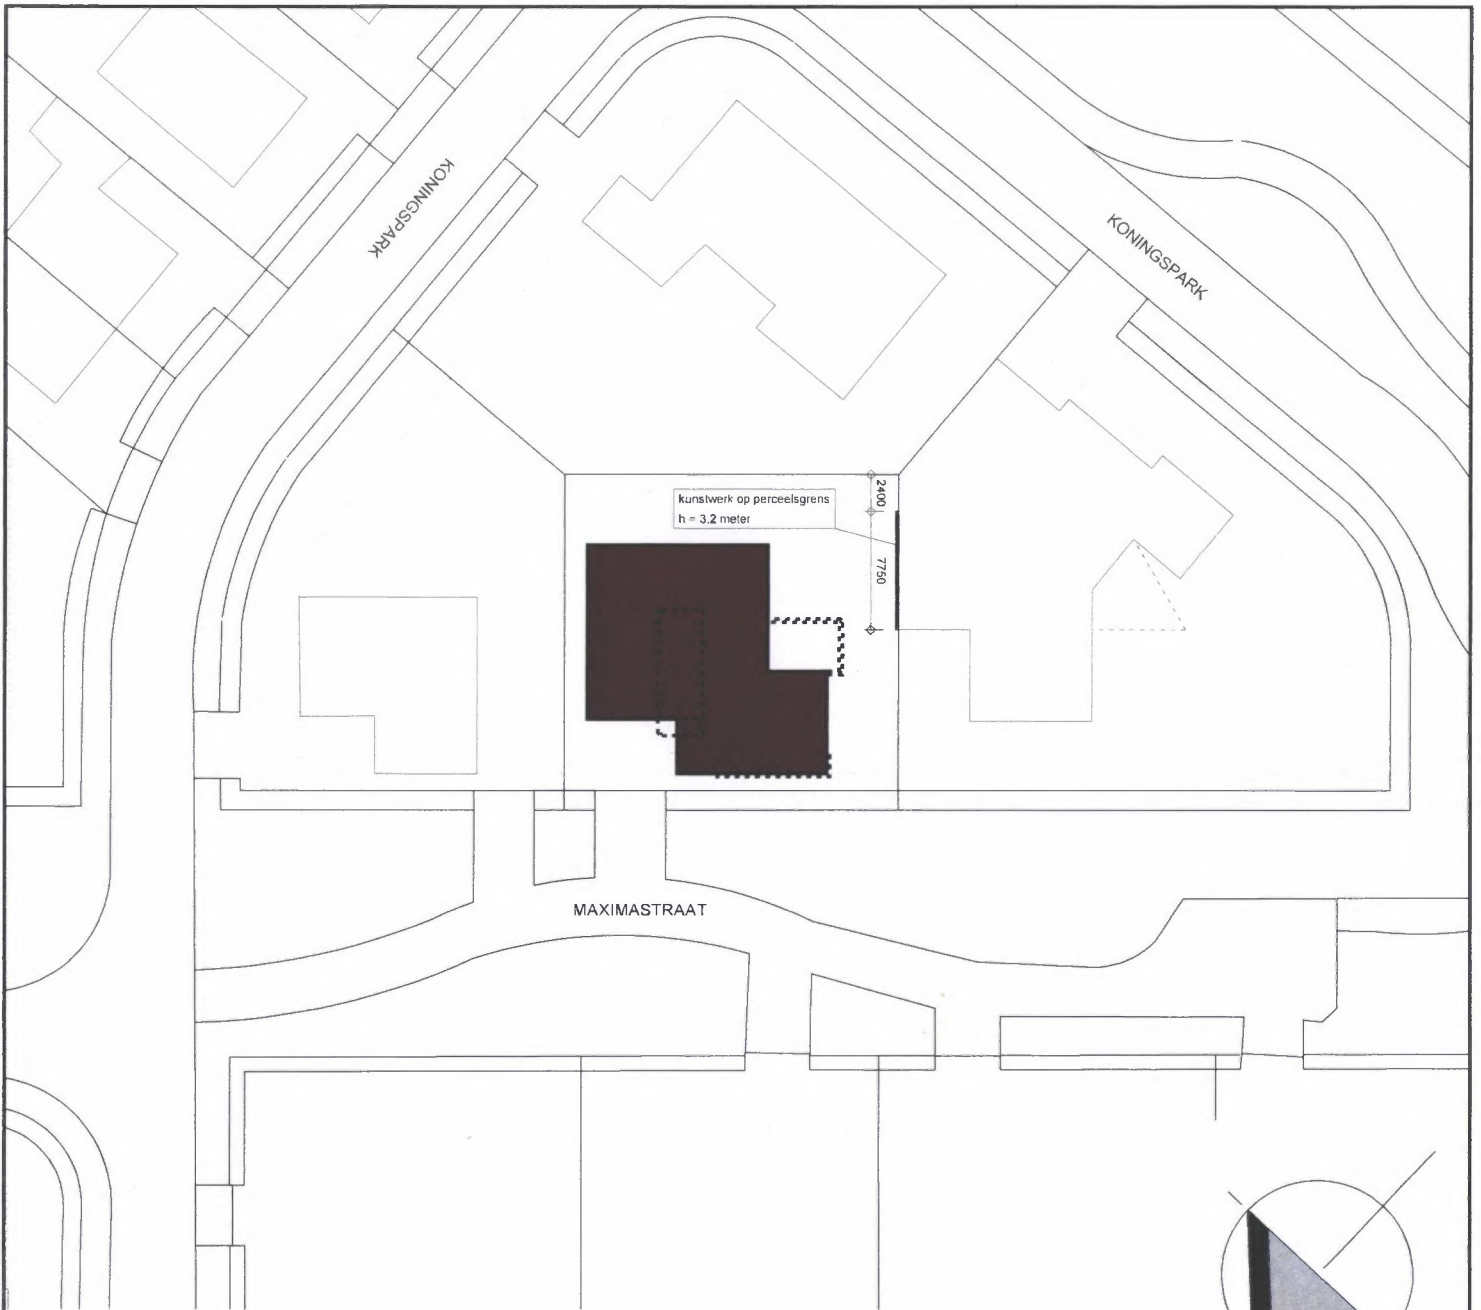 KONINGSPARK
KONINGSPARK
kunstwerk op perceelsgrens
h = 3.2 meter
2400
7750
MAXIMASTRAAT